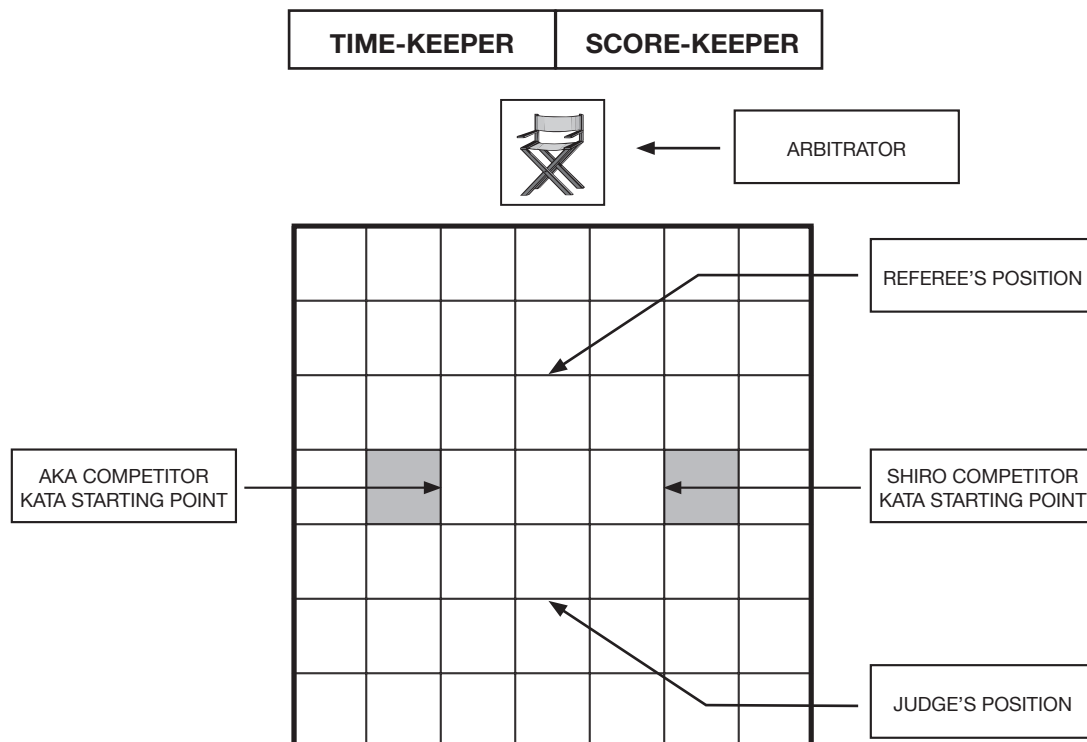 TIME-KEEPER
SCORE-KEEPER
ARBITRATOR
REFEREE'S POSITION
AKA COMPETITOR
KATA STARTING POINT
SHIRO COMPETITOR
KATA STARTING POINT
JUDGE'S POSITION